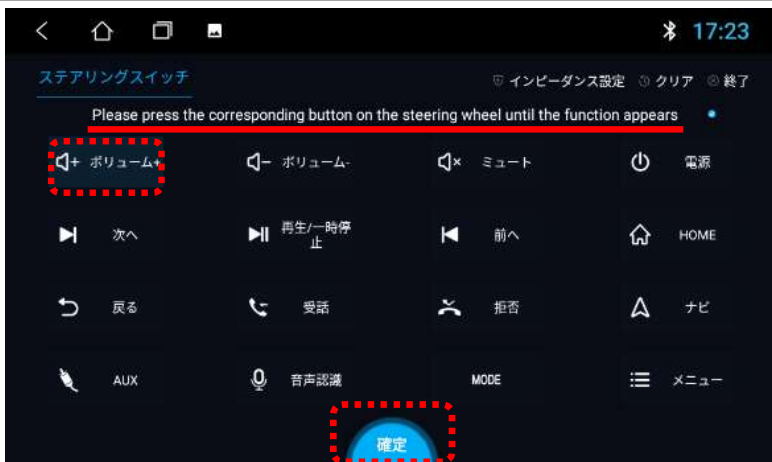 17:23
ステアリングスイッチ
インピーダンス設定 クリア 終了
Please press the corresponding button on the steering wheel until the function appears
ボリューム+ ボリューム- ミュート 電源
次へ 再生/一時停
止 前へ HOME
戻る 受話 拒否 ナビ
AUX 音声認識 MODE メニュー
確定